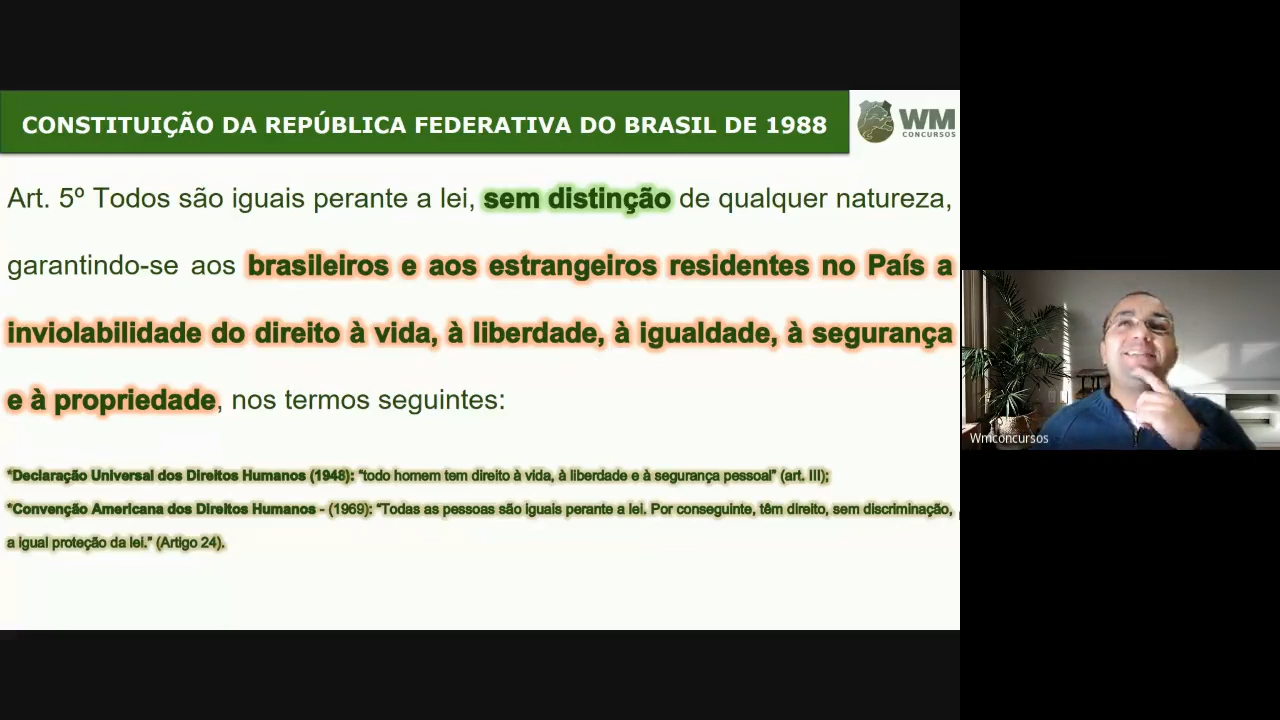 CONSTITUIÇÃO DA REPÚBLICA FEDERATIVA DO BRASIL DE 1988
WM
CONCURSOS
Art. 5º Todos são iguais perante a lei, sem distinção de qualquer natureza,
garantindo-se aos brasileiros e aos estrangeiros residentes no País a
inviolabilidade do direito à vida, à liberdade, à igualdade, à segurança
e à propriedade, nos termos seguintes:
*Declaração Universal dos Direitos Humanos (1948): "todo homem tem direito à vida, à liberdade e à segurança pessoal" (art. III);
*Convenção Americana dos Direitos Humanos - (1969): "Todas as pessoas são iguais perante a lei. Por conseguinte, têm direito, sem discriminação,
a igual proteção da lei." (Artigo 24).
Wmconcursos